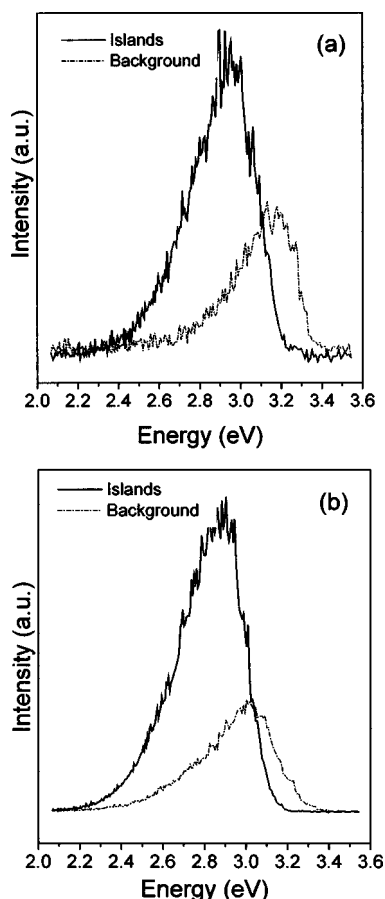 Islands
Background
(a)
Intensity (a.u.)
2.0 2.2 2.4 2.6 2.8 3.0 3.2 3.4 3.6
Energy (eV)
Islands
Background
(b)
Intensity (a.u.)
2.0 2.2 2.4 2.6 2.8 3.0 3.2 3.4 3.6
Energy (eV)